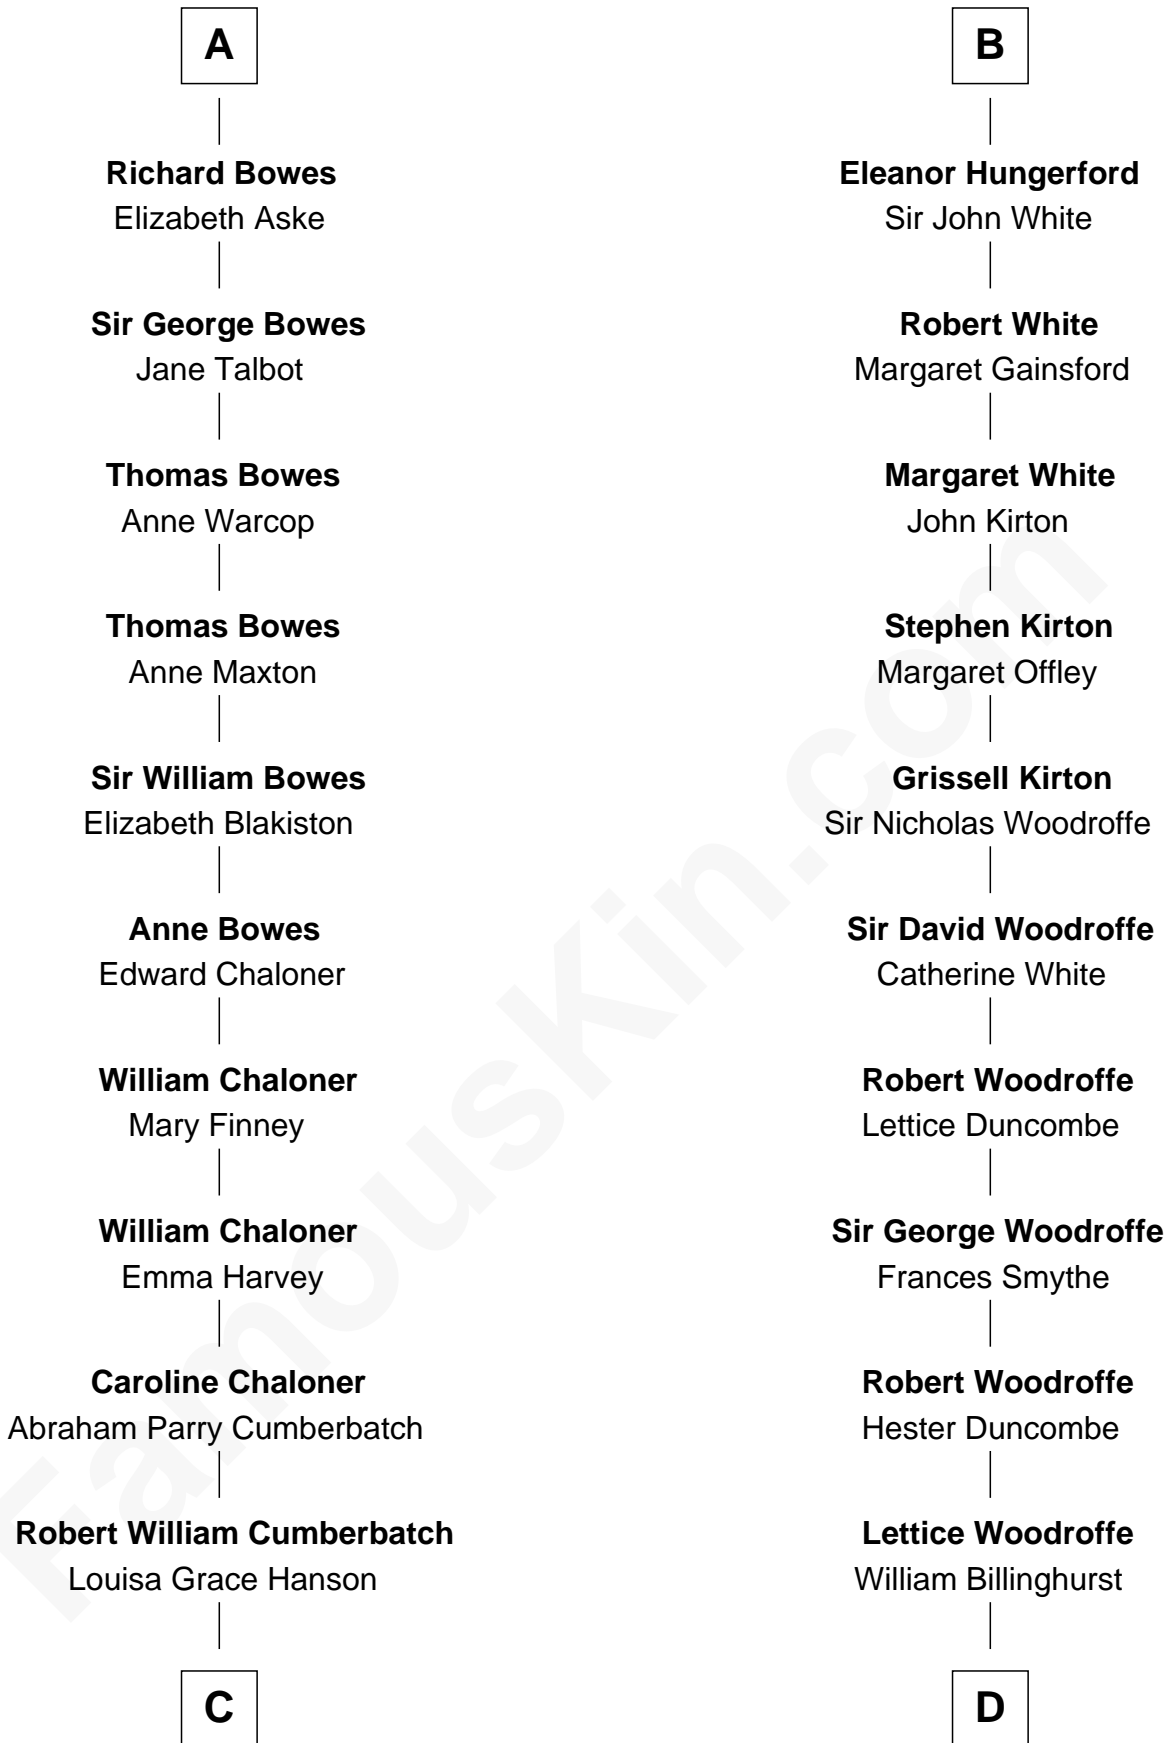 A
Richard Bowes
Elizabeth Aske
Sir George Bowes
Jane Talbot
Thomas Bowes
Anne Warcop
Thomas Bowes
Anne Maxton
Sir William Bowes
Elizabeth Blakiston
Anne Bowes
Edward Chaloner
William Chaloner
Mary Finney
William Chaloner
Emma Harvey
Caroline Chaloner
Abraham Parry Cumberbatch
Robert William Cumberbatch
Louisa Grace Hanson
C
B
Eleanor Hungerford
Sir John White
Robert White
Margaret Gainsford
Margaret White
John Kirton
Stephen Kirton
Margaret Offley
Grissell Kirton
Sir Nicholas Woodroffe
Sir David Woodroffe
Catherine White
Robert Woodroffe
Lettice Duncombe
Sir George Woodroffe
Frances Smythe
Robert Woodroffe
Hester Duncombe
Lettice Woodroffe
William Billinghurst
D
FamousKin.com